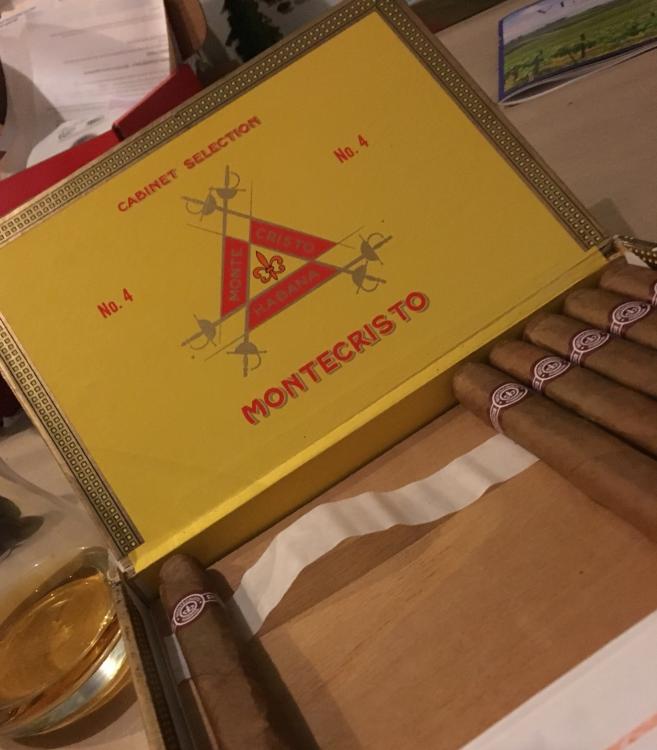 CABINET SELECTION
No. 4
No. 4
MONTE
CRISTO
HABANA
MONTECRISTO